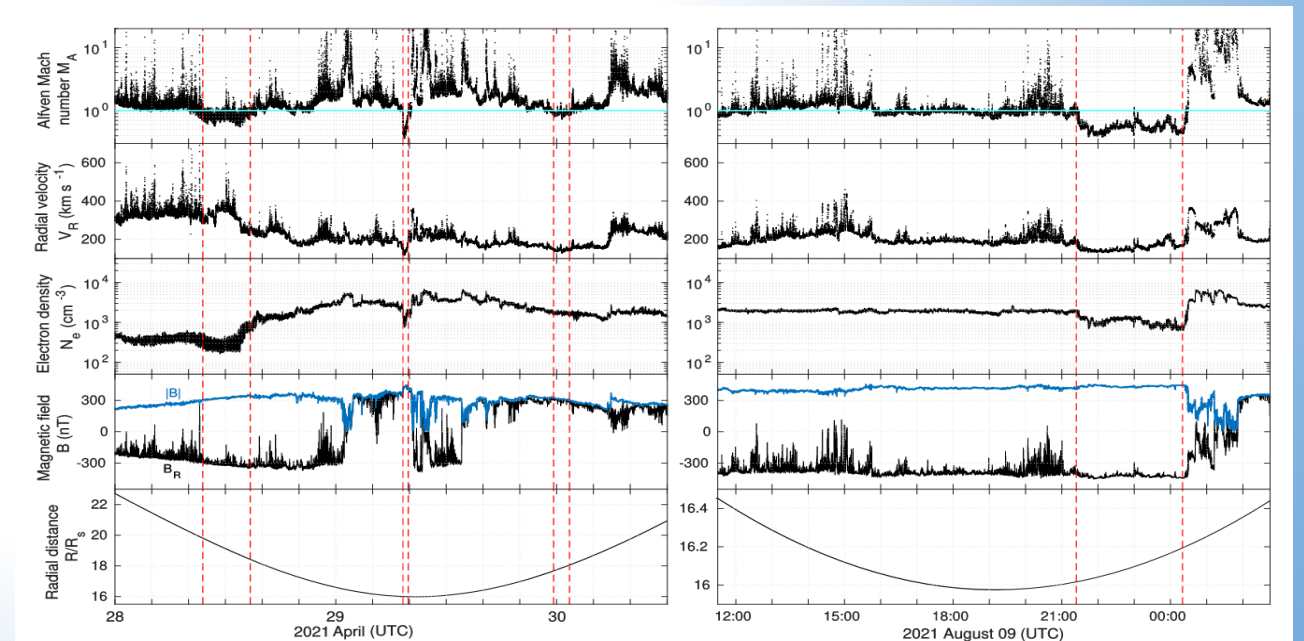 Alfven Mach
number M_A
10^1
10^0
10^1
10^0
Radial velocity
V_R (km s^-1)
600
400
200
600
400
200
Electron density
N_e (cm^-3)
10^4
10^3
10^2
10^4
10^3
10^2
Magnetic field
B (nT)
300
0
-300
|B|
B_R
300
0
-300
Radial distance
R/R_s
22
20
18
16
16.4
16.2
16
28
29
30
2021 April (UTC)
12:00
15:00
18:00
21:00
00:00
2021 August 09 (UTC)